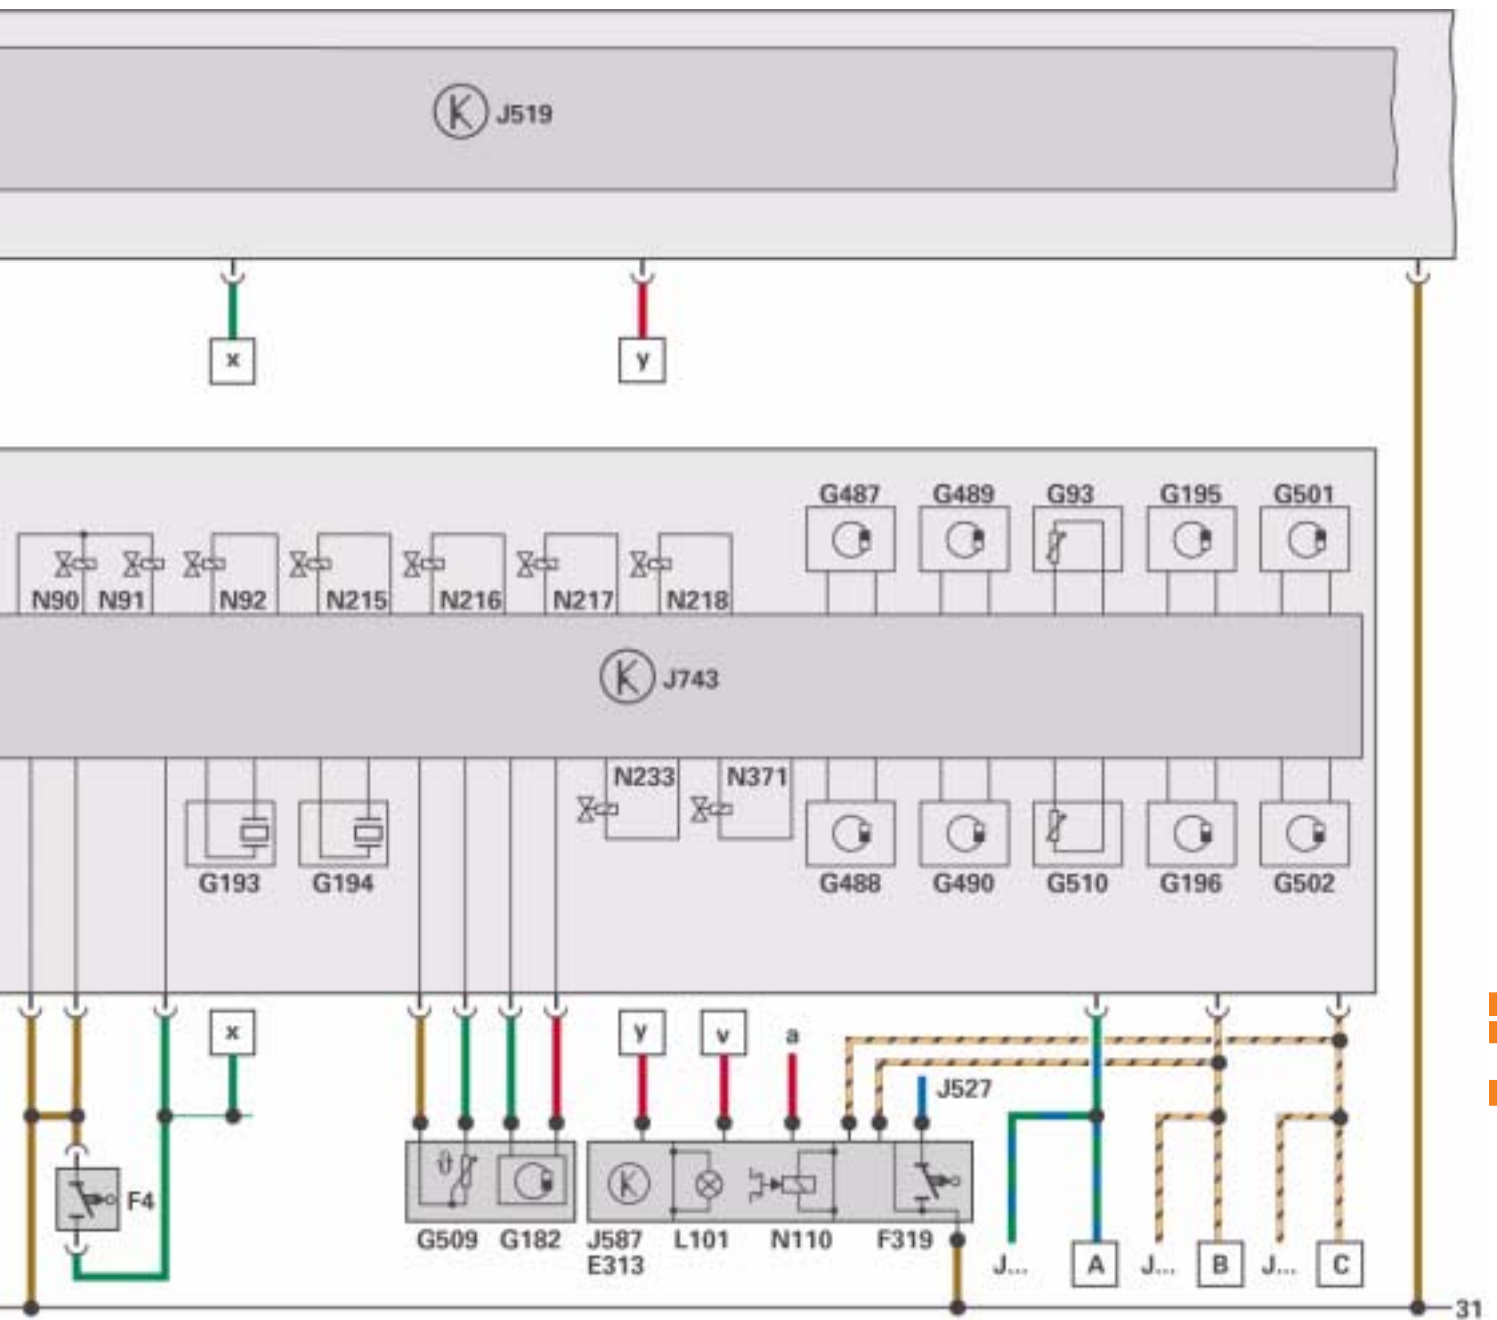 J519
x
y
G487 G489 G93 G195 G501
N90 N91 N92 N215 N216 N217 N218
J743
N233 N371
G193 G194 G488 G490 G510 G196 G502
x y v a
J527
F4
G509 G182 J587 L101 N110 F319
E313
J... A J... B J... C
31